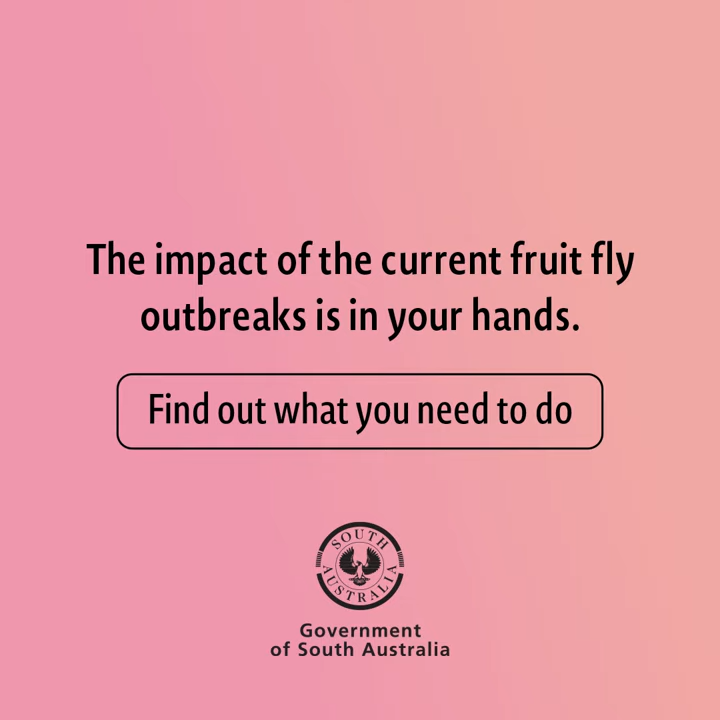 The impact of the current fruit fly
outbreaks is in your hands.
Find out what you need to do
SOUTH
AUSTRALIA
Government
of South Australia